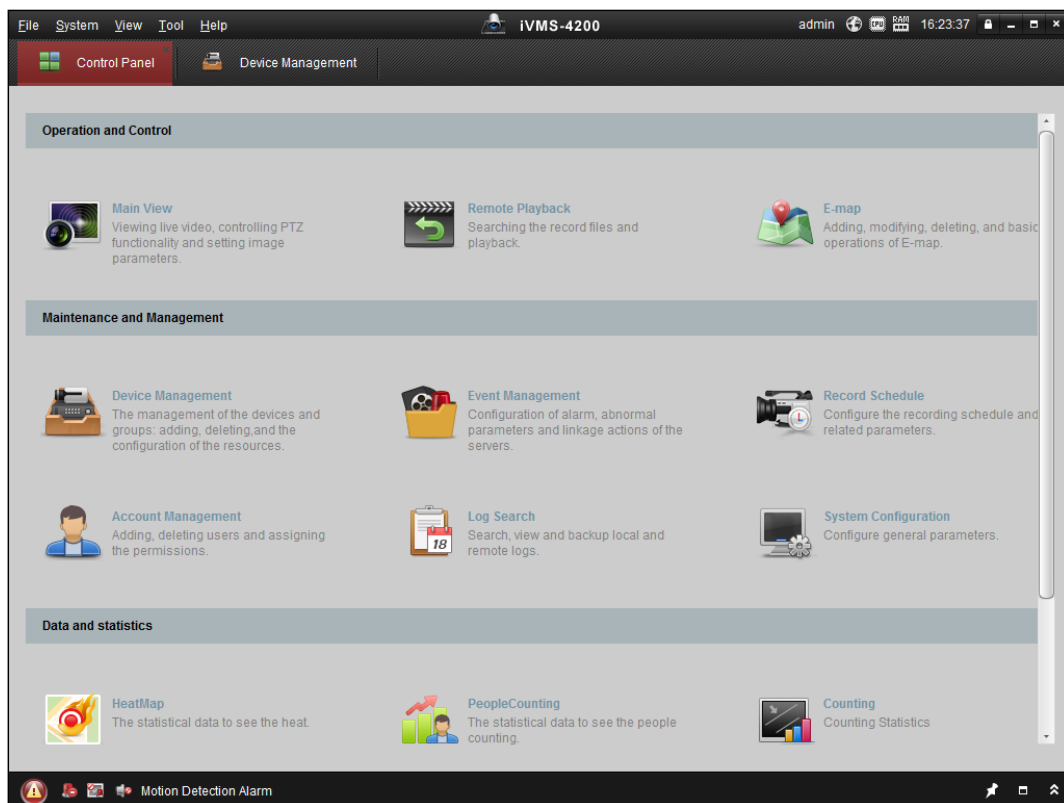 File System View Tool Help iVMS-4200 admin CPU RAM 16:23:37
Control Panel Device Management
Operation and Control
Main View
Viewing live video, controlling PTZ
functionality and setting image
parameters.
Remote Playback
Searching the record files and
playback.
E-map
Adding, modifying, deleting, and basic
operations of E-map.
Maintenance and Management
Device Management
The management of the devices and
groups: adding, deleting,and the
configuration of the resources.
Event Management
Configuration of alarm, abnormal
parameters and linkage actions of the
servers.
Record Schedule
Configure the recording schedule and
related parameters.
Account Management
Adding, deleting users and assigning
the permissions.
18
Log Search
Search, view and backup local and
remote logs.
System Configuration
Configure general parameters.
Data and statistics
HeatMap
The statistical data to see the heat.
PeopleCounting
The statistical data to see the people
counting.
Counting
Counting Statistics
Motion Detection Alarm